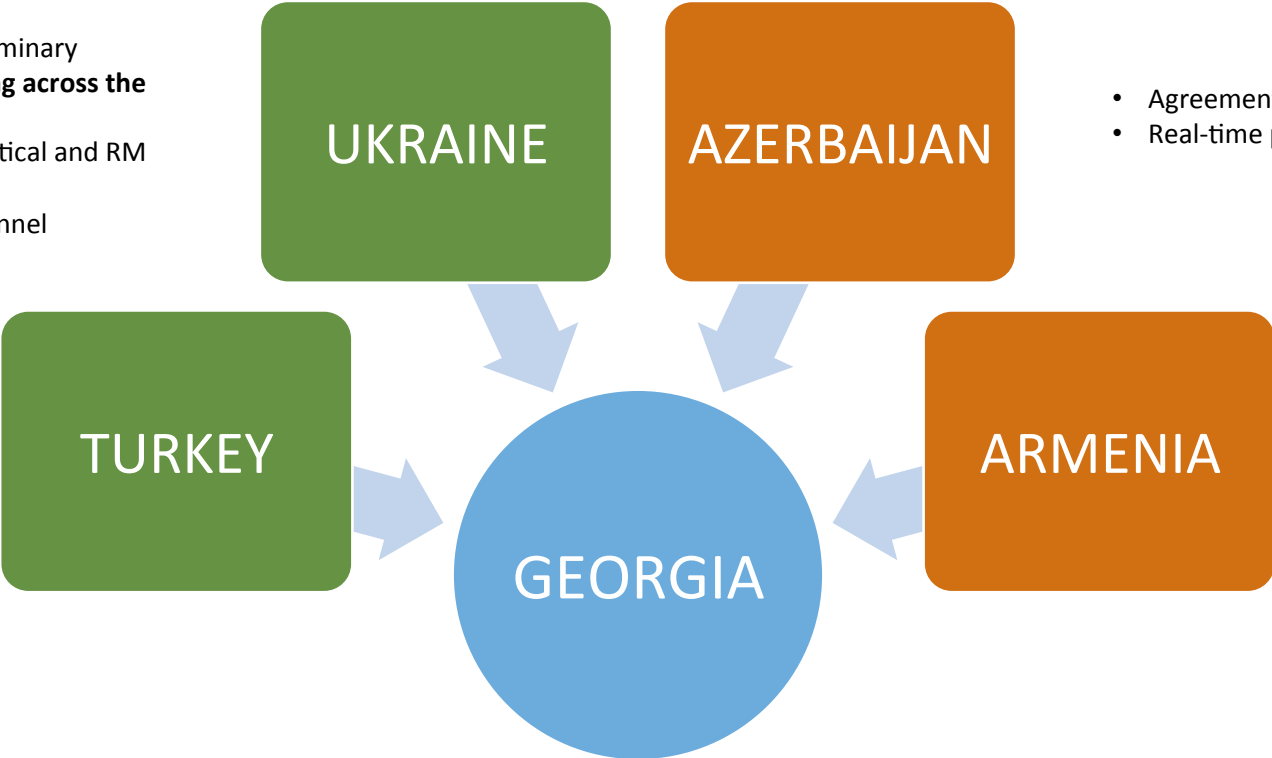 minary
g across the
tical and RM
nnel
UKRAINE
AZERBAIJAN
• Agreemen
• Real-time p
TURKEY
ARMENIA
GEORGIA